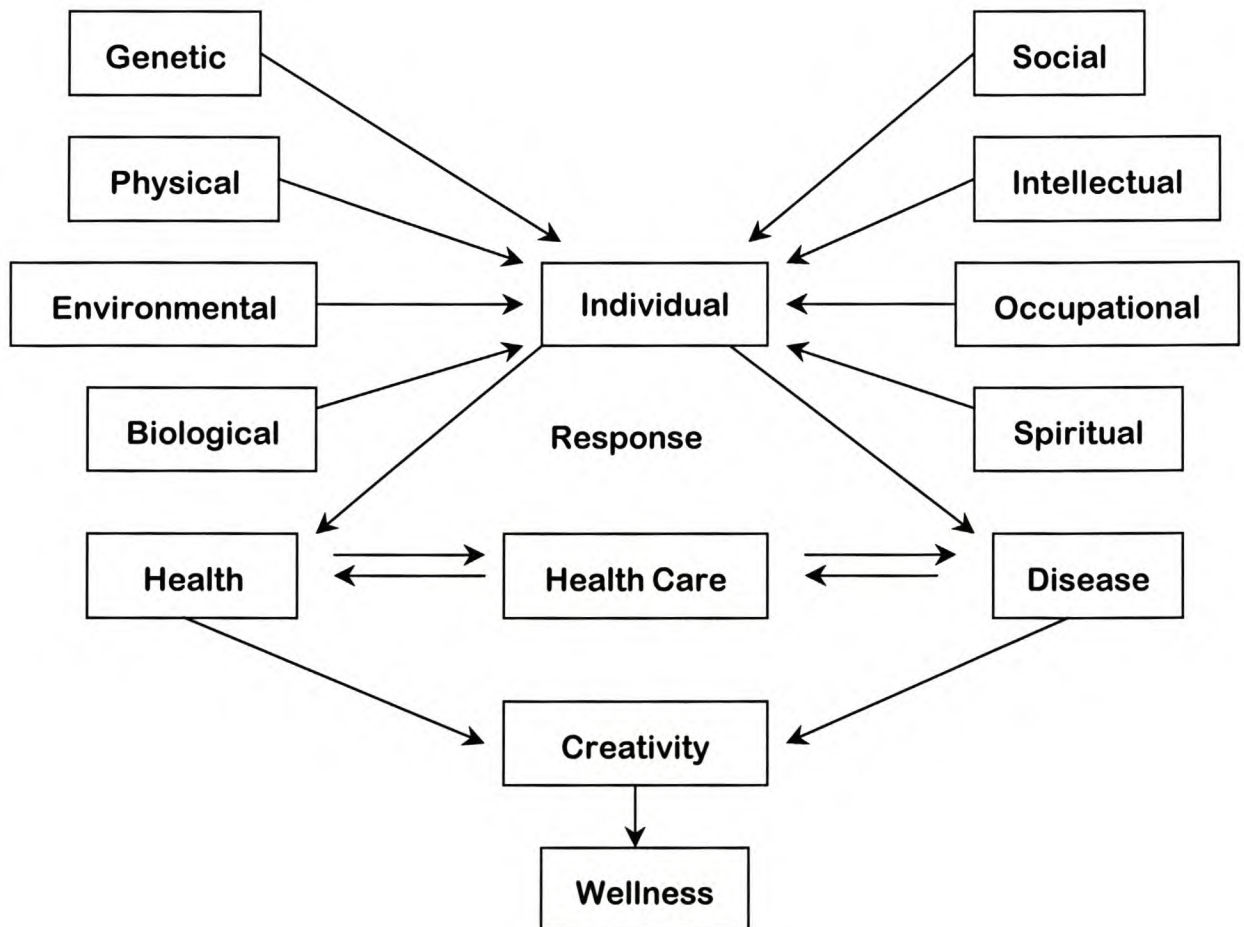 Genetic
Social
Physical
Intellectual
Environmental
Individual
Occupational
Biological
Response
Spiritual
Health
Health Care
Disease
Creativity
Wellness